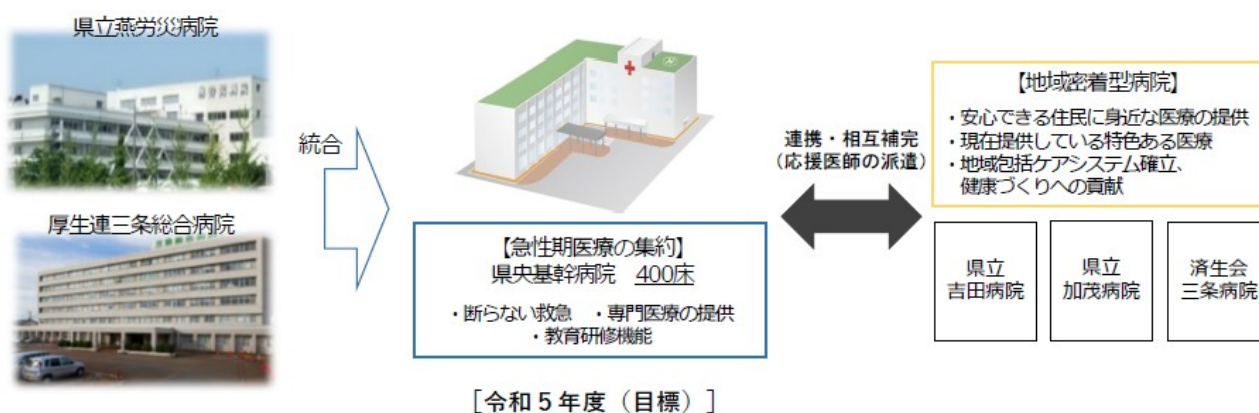 県立燕労災病院
統合
厚生連三条総合病院
【急性期医療の集約】
県央基幹病院 400床
・断らない救急 ・専門医療の提供
・教育研修機能
[令和5年度（目標）]
連携・相互補完
（応援医師の派遣）
【地域密着型病院】
・安心できる住民に身近な医療の提供
・現在提供している特色ある医療
・地域包括ケアシステム確立、
健康づくりへの貢献
県立
吉田病院
県立
加茂病院
済生会
三条病院